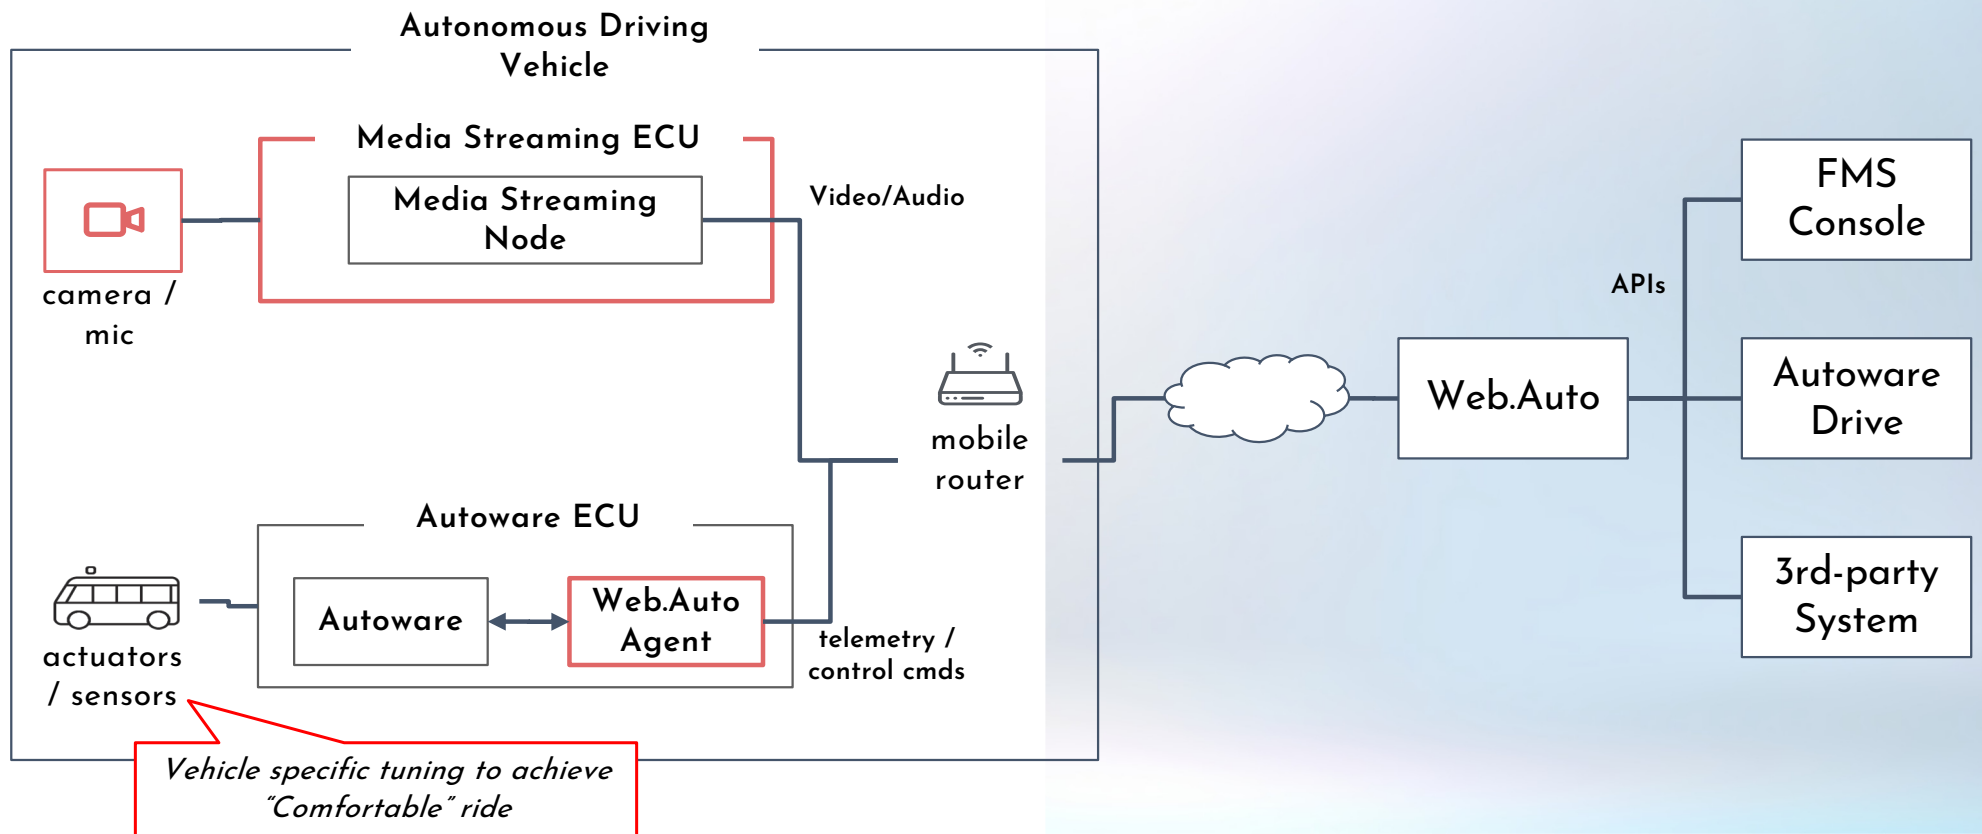 Autonomous Driving
Vehicle
Media Streaming ECU
Media Streaming
Node
Video/Audio
camera /
mic
mobile
router
Autoware ECU
Autoware
Web.Auto
Agent
telemetry /
control cmds
actuators
/ sensors
Vehicle specific tuning to achieve
“Comfortable” ride
Web.Auto
APIs
FMS
Console
Autoware
Drive
3rd-party
System